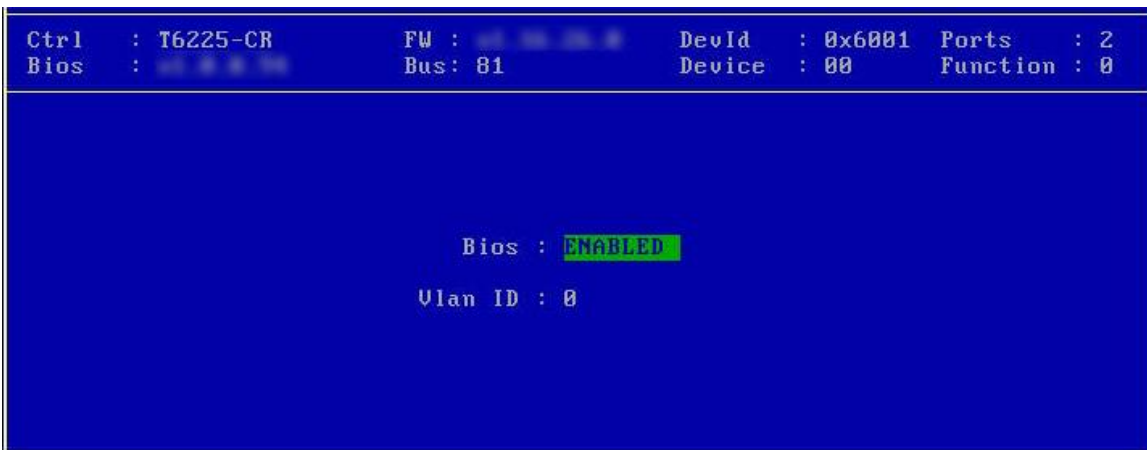 Ctrl : T6225-CR FW : DevId : 0x6001 Ports : 2
Bios : Bus: 81 Device : 00 Function : 0
Bios : ENABLED
Vlan ID : 0